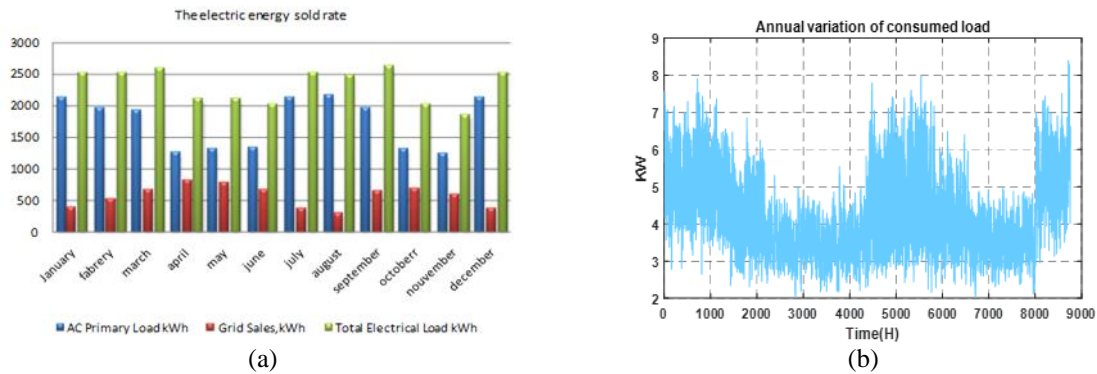 The electric energy sold rate
3000
2500
2000
1500
1000
500
0
january
fabrery
march
april
may
june
july
august
september
octoberr
nouvember
december
AC Primary Load kWh
Grid Sales,kWh
Total Electrical Load kWh
(a)
Annual variation of consumed load
KW
9
8
7
6
5
4
3
2
0 1000 2000 3000 4000 5000 6000 7000 8000 9000
Time(H)
(b)